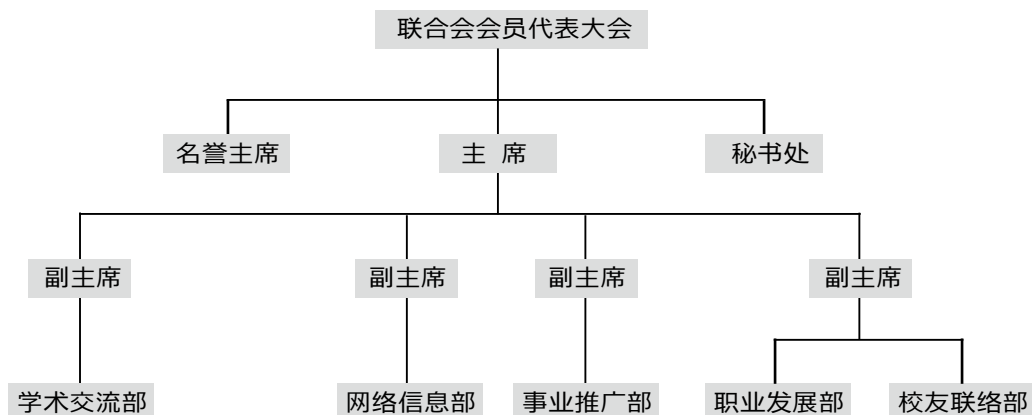 联合会会员代表大会
名誉主席
主 席
秘书处
副主席
副主席
副主席
副主席
学术交流部
网络信息部
事业推广部
职业发展部
校友联络部